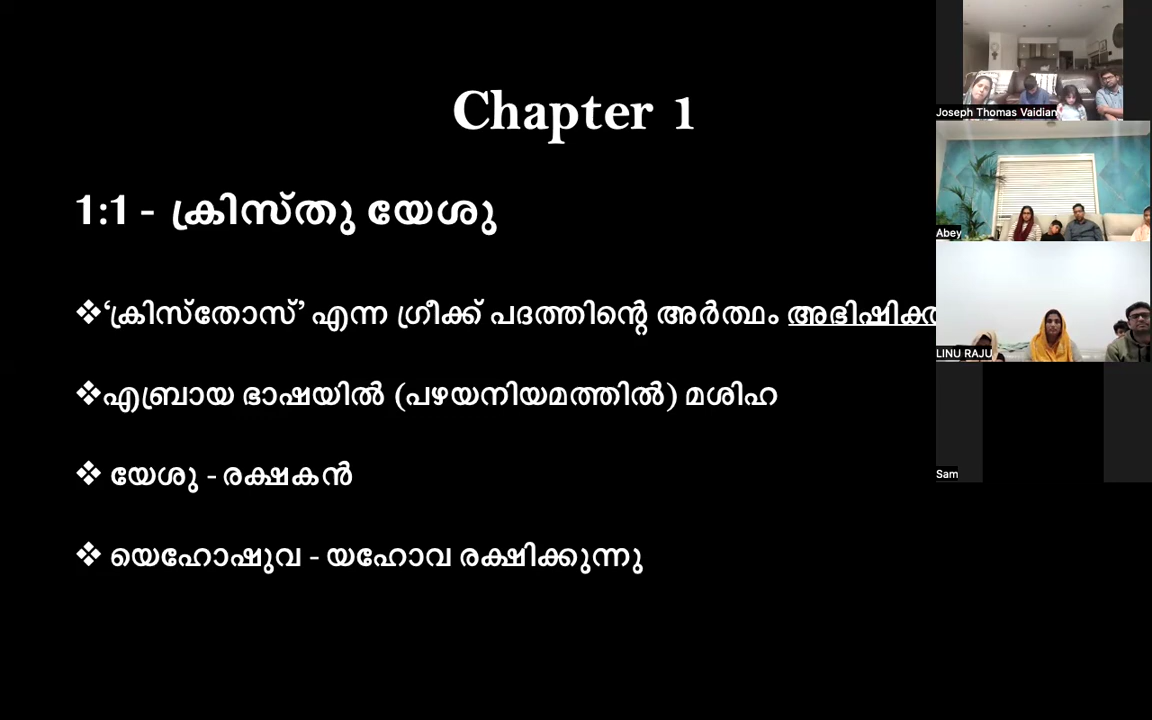 Chapter 1
1:1 - ക്രിസ്തു യേശു
❖‘ക്രിസ്തോസ്’ എന്ന ഗ്രീക്ക് പദത്തിന്റെ അർത്ഥം
❖എബ്രായ ഭാഷയിൽ (പഴയനിയമത്തിൽ) മശിഹ
❖ യേശു - രക്ഷകൻ
❖ യെഹോഷുവ - യഹോവ രക്ഷിക്കുന്നു
Joseph Thomas Vaidian
Abey
LINU RAJU
Sam